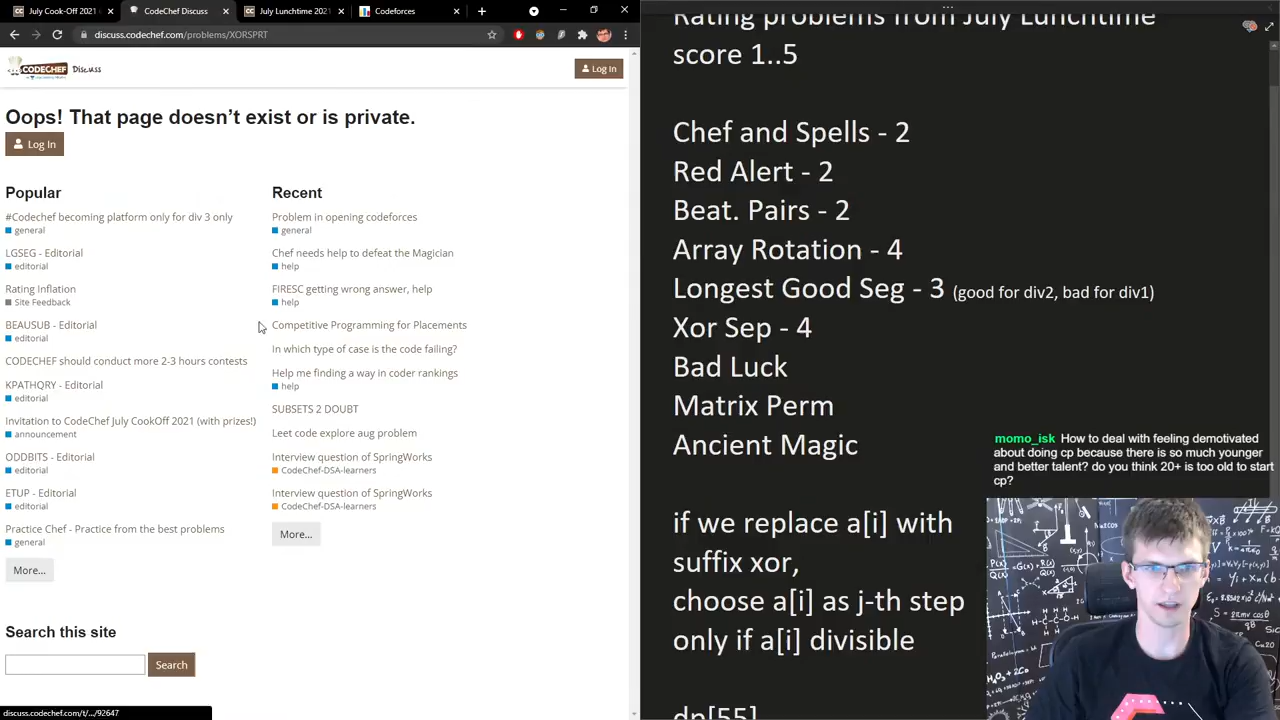 July Cook-Off 2021
CodeChef Discuss
July Lunchtime 2021
Codeforces
discuss.codechef.com/problems/XORSPRT
CODECHEF Discuss
Log In
Oops! That page doesn't exist or is private.
Log In
Popular
#Codechef becoming platform only for div 3 only
general
LGSEG - Editorial
editorial
Rating Inflation
Site Feedback
BEAUSUB - Editorial
editorial
CODECHEF should conduct more 2-3 hours contests
KPATHQRY - Editorial
editorial
Invitation to CodeChef July CookOff 2021 (with prizes!)
announcement
ODDBITS - Editorial
editorial
ETUP - Editorial
editorial
Practice Chef - Practice from the best problems
general
More...
Recent
Problem in opening codeforces
general
Chef needs help to defeat the Magician
help
FIRESC getting wrong answer, help
help
Competitive Programming for Placements
In which type of case is the code failing?
Help me finding a way in coder rankings
help
SUBSETS 2 DOUBT
Leet code explore aug problem
Interview question of SpringWorks
CodeChef-DSA-learners
Interview question of SpringWorks
CodeChef-DSA-learners
More...
Search this site
Search
discuss.codechef.com/t/.../92647
Rating problems from July Lunchtime
score 1..5
Chef and Spells - 2
Red Alert - 2
Beat. Pairs - 2
Array Rotation - 4
Longest Good Seg - 3 (good for div2, bad for div1)
Xor Sep - 4
Bad Luck
Matrix Perm
Ancient Magic
if we replace a[i] with
suffix xor,
choose a[i] as j-th step
only if a[i] divisible
dp[55]
momo_isk How to deal with feeling demotivated
about doing cp because there is so much younger
and better talent? do you think 20+ is too old to start
cp?